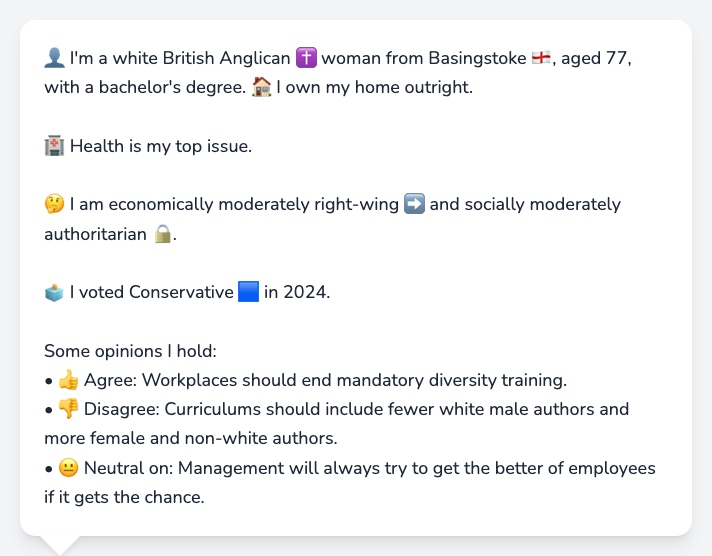 👤 I'm a white British Anglican ✝️ woman from Basingstoke 🏴󠁧󠁢󠁥󠁮󠁧󠁿, aged 77,
with a bachelor's degree. 🏠 I own my home outright.
🏥 Health is my top issue.
🤔 I am economically moderately right-wing ➡️ and socially moderately
authoritarian 🔒.
🗳️ I voted Conservative 🟦 in 2024.
Some opinions I hold:
• 👍 Agree: Workplaces should end mandatory diversity training.
• 👎 Disagree: Curriculums should include fewer white male authors and
more female and non-white authors.
• 😐 Neutral on: Management will always try to get the better of employees
if it gets the chance.